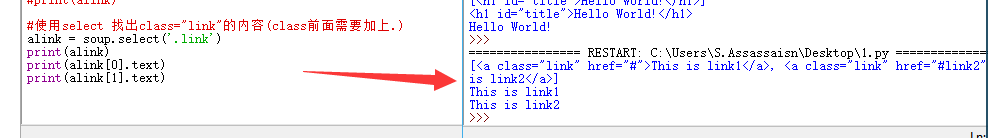 #print(alink)
#使用select 找出class="link"的内容(class前面需要加上.)
alink = soup.select('.link')
print(alink)
print(alink[0].text)
print(alink[1].text)
[<h1 id="title">Hello World!</h1>]
<h1 id="title">Hello World!</h1>
Hello World!
>>>
=============== RESTART: C:\Users\S.Assassaisn\Desktop\1.py ==============
[<a class="link" href="#">This is link1</a>, <a class="link" href="#link2"
is link2</a>]
This is link1
This is link2
>>>
Ln: